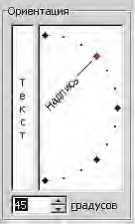 Ориентация
Текст
Надпись
45 градусов